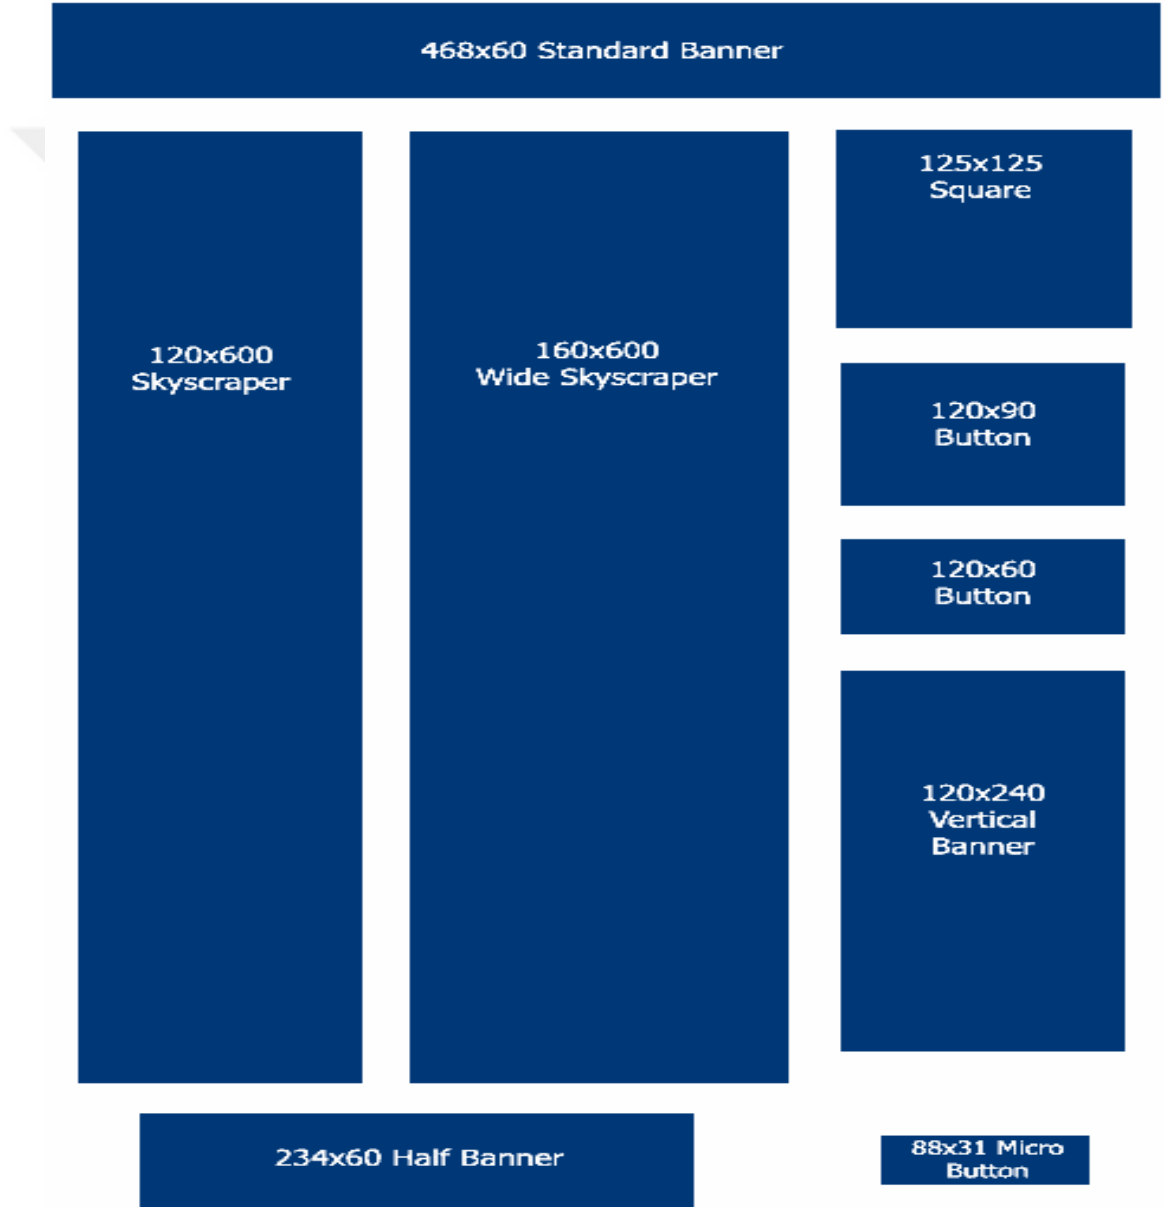 468x60 Standard Banner
125x125
Square
120x600
Skyscraper
160x600
Wide Skyscraper
120x90
Button
120x60
Button
120x240
Vertical
Banner
234x60 Half Banner
88x31 Micro
Button